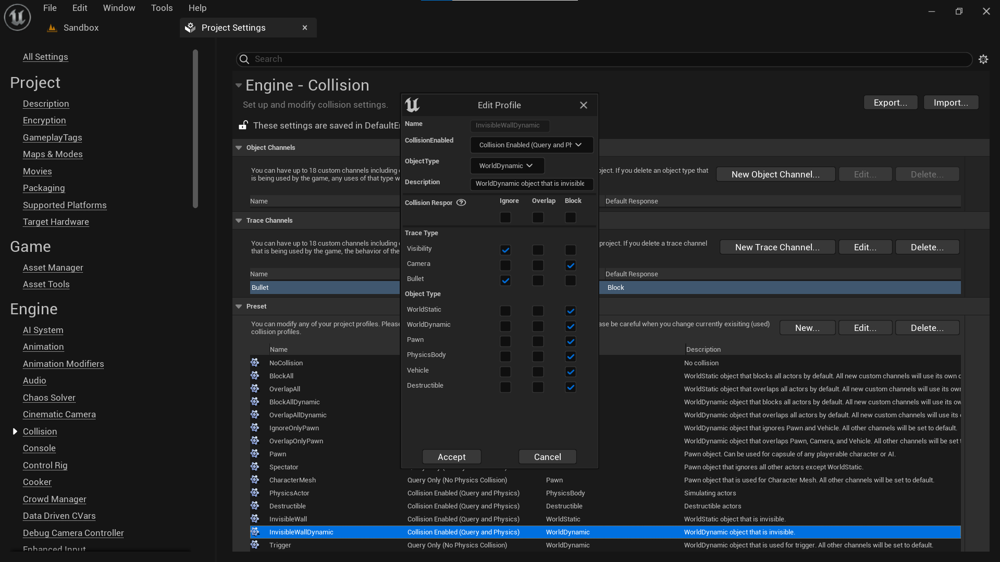 File Edit Window Tools Help
Sandbox
Project Settings
All Settings
Project
Description
Encryption
GameplayTags
Maps & Modes
Movies
Packaging
Supported Platforms
Target Hardware
Game
Asset Manager
Asset Tools
Engine
AI System
Animation
Animation Modifiers
Audio
Chaos Solver
Cinematic Camera
Collision
Console
Control Rig
Cooker
Crowd Manager
Data Driven CVars
Debug Camera Controller
Enhanced Input
Search
Engine - Collision
Set up and modify collision settings.
Export... Import...
These settings are saved in DefaultE
Object Channels
You can have up to 18 custom channels including
is being used by the game, any uses of that type w
ject. If you delete an object type that
New Object Channel... Edit... Delete...
Name Default Response
Trace Channels
You can have up to 18 custom channels including
that is being used by the game, the behavior of the
project. If you delete a trace channel
New Trace Channel... Edit... Delete...
Name Default Response
Bullet Block
Preset
You can modify any of your project profiles. Please
collision profiles.
ase be careful when you change currently exisiting (used)
New... Edit... Delete...
Name Description
NoCollision No collision
BlockAll WorldStatic object that blocks all actors by default. All new custom channels will use its own
OverlapAll WorldStatic object that overlaps all actors by default. All new custom channels will use its own
BlockAllDynamic WorldDynamic object that blocks all actors by default. All new custom channels will use its ow
OverlapAllDynamic WorldDynamic object that overlaps all actors by default. All new custom channels will use its
IgnoreOnlyPawn WorldDynamic object that ignores Pawn and Vehicle. All other channels will be set to default.
OverlapOnlyPawn WorldDynamic object that overlaps Pawn, Camera, and Vehicle. All other channels will be set
Pawn Pawn object. Can be used for capsule of any playerable character or AI.
Spectator Pawn object that ignores all other actors except WorldStatic.
CharacterMesh Query Only (No Physics Collision) Pawn Pawn object that is used for Character Mesh. All other channels will be set to default.
PhysicsActor Collision Enabled (Query and Physics) PhysicsBody Simulating actors
Destructible Collision Enabled (Query and Physics) Destructible Destructible actors
InvisibleWall Collision Enabled (Query and Physics) WorldStatic WorldStatic object that is invisible.
InvisibleWallDynamic Collision Enabled (Query and Physics) WorldDynamic WorldDynamic object that is invisible.
Trigger Query Only (No Physics Collision) WorldDynamic WorldDynamic object that is used for trigger. All other channels will be set to default.
Edit Profile
Name InvisibleWallDynamic
CollisionEnabled Collision Enabled (Query and Ph
ObjectType WorldDynamic
Description WorldDynamic object that is invisible
Collision Respor Ignore Overlap Block
Trace Type
Visibility
Camera
Bullet
Object Type
WorldStatic
WorldDynamic
Pawn
PhysicsBody
Vehicle
Destructible
Accept Cancel